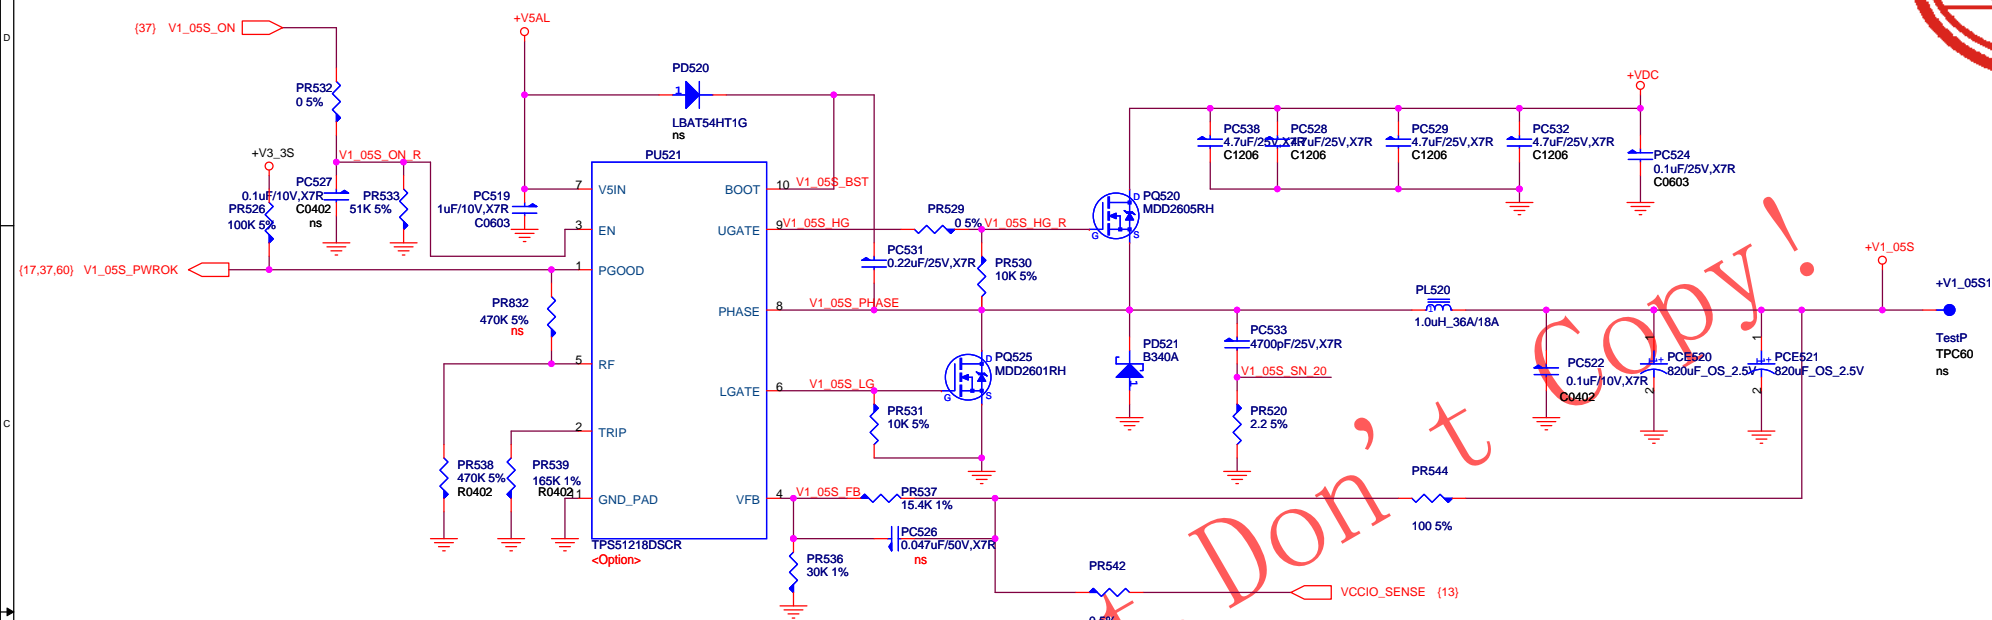 D
{37} V1_05S_ON
+V5AL
PD520
1
LBAT54HT1G
ns
PR532
0 5%
+V3_3S
V1_05S_ON_R
PC527
0.1uF/10V,X7R
C0402
ns
PR533
51K 5%
PR526
100K 5%
PC519
1uF/10V,X7R
C0603
{17,37,60} V1_05S_PWROK
PR832
470K 5%
ns
PR538
470K 5%
R0402
PR539
165K 1%
R0402
PU521
7 V5IN
3 EN
1 PGOOD
5 RF
2 TRIP
11 GND_PAD
BOOT 10 V1_05S_BST
UGATE 9 V1_05S_HG
PHASE 8 V1_05S_PHASE
LGATE 6 V1_05S_LG
VFB 4 V1_05S_FB
TPS51218DSCR
<Option>
PR529
0 5%
V1_05S_HG_R
PC531
0.22uF/25V,X7R
PR530
10K 5%
PQ520
MDD2605RH
D
G
S
PQ525
MDD2601RH
D
G
S
PR531
10K 5%
PR537
15.4K 1%
PC526
0.047uF/50V,X7R
ns
PR536
30K 1%
PC538
4.7uF/25V,X7R
C1206
PC528
4.7uF/25V,X7R
C1206
PC529
4.7uF/25V,X7R
C1206
PC532
4.7uF/25V,X7R
C1206
+VDC
PC524
0.1uF/25V,X7R
C0603
PD521
B340A
1
PC533
4700pF/25V,X7R
V1_05S_SN_20
PR520
2.2 5%
PL520
1
1.0uH_36A/18A
PC522
0.1uF/10V,X7R
C0402
1
+
2
PCE520
820uF_OS_2.5V
1
+
2
PCE521
820uF_OS_2.5V
+V1_05S
+V1_05S1
TestP
TPC60
ns
PR544
100 5%
PR542
0 5%
VCCIO_SENSE {13}
C
Don't Copy!